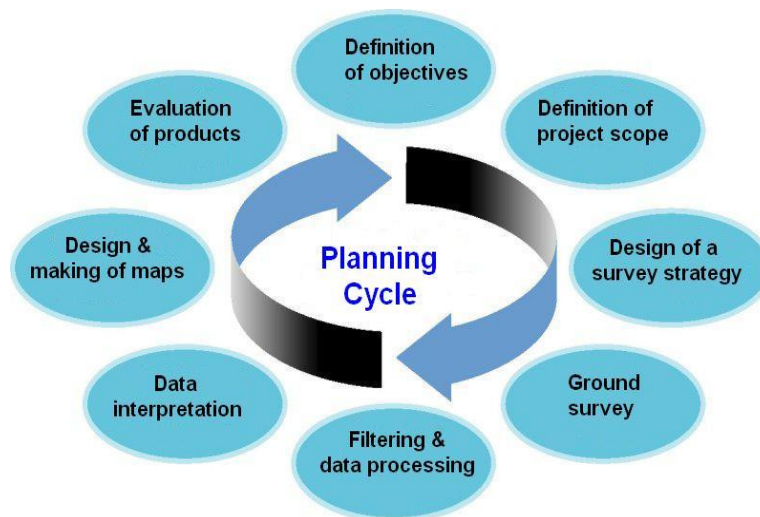 Definition
of objectives
Definition of
project scope
Design of a
survey strategy
Ground
survey
Filtering &
data processing
Data
interpretation
Design &
making of maps
Evaluation
of products
Planning
Cycle